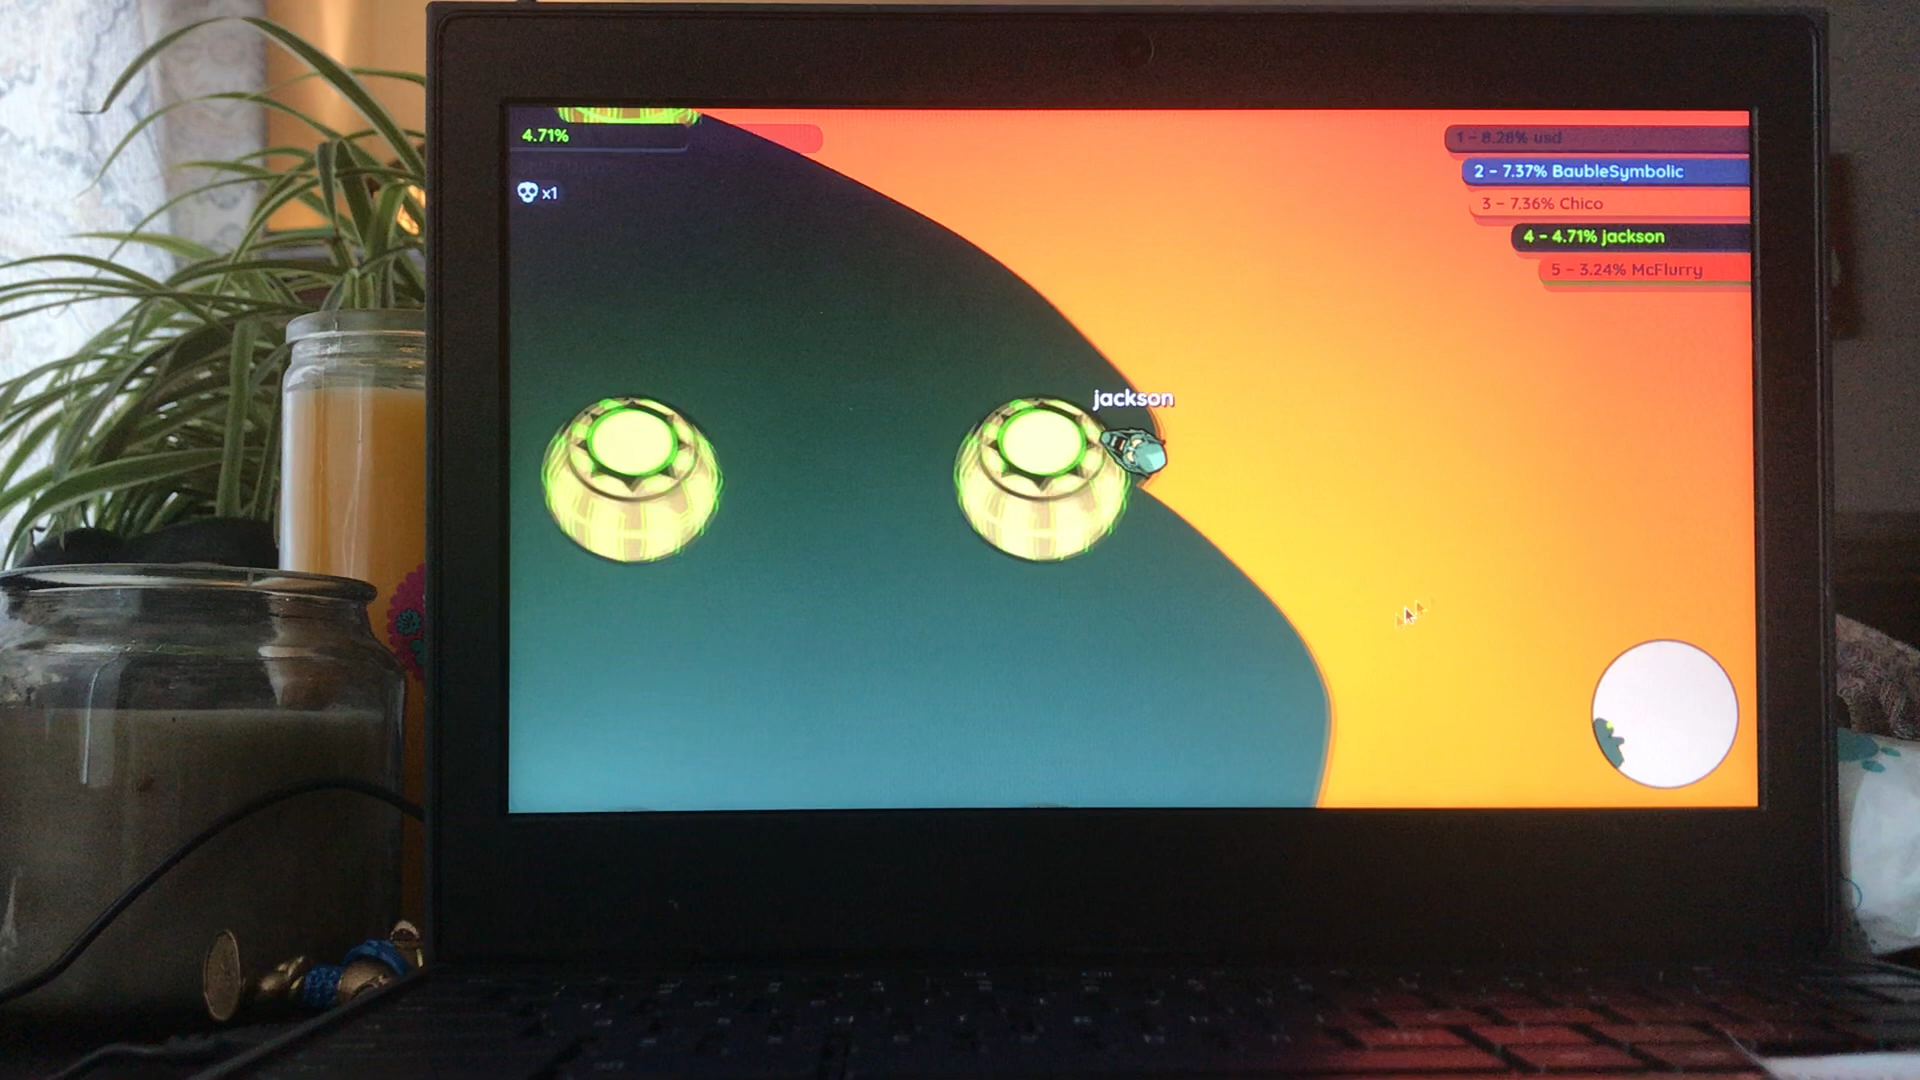 4.71%
x1
1 - 8.28% usd
2 - 7.37% BaubleSymbolic
3 - 7.36% Chico
4 - 4.71% jackson
5 - 3.24% McFlurry
jackson